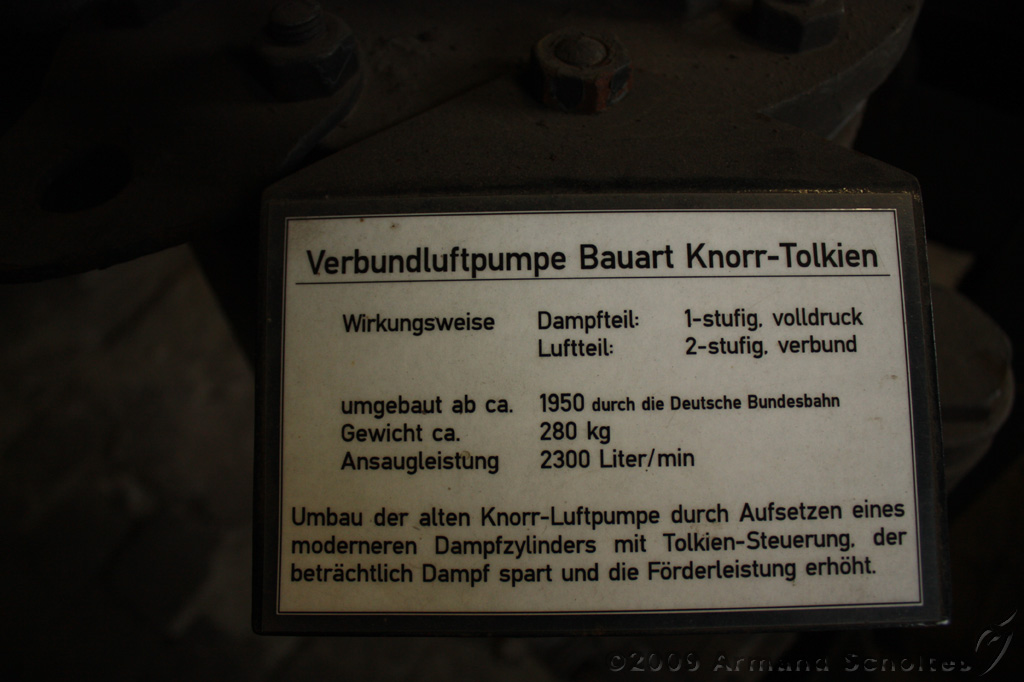 Verbundluftpumpe Bauart Knorr-Tolkien
Wirkungsweise Dampfteil: 1-stufig, volldruck
Luftteil: 2-stufig, verbund
umgebaut ab ca. 1950 durch die Deutsche Bundesbahn
Gewicht ca. 280 kg
Ansaugleistung 2300 Liter/min
Umbau der alten Knorr-Luftpumpe durch Aufsetzen eines
moderneren Dampfzylinders mit Tolkien-Steuerung, der
beträchtlich Dampf spart und die Förderleistung erhöht.
©2009 Armand Scholtes